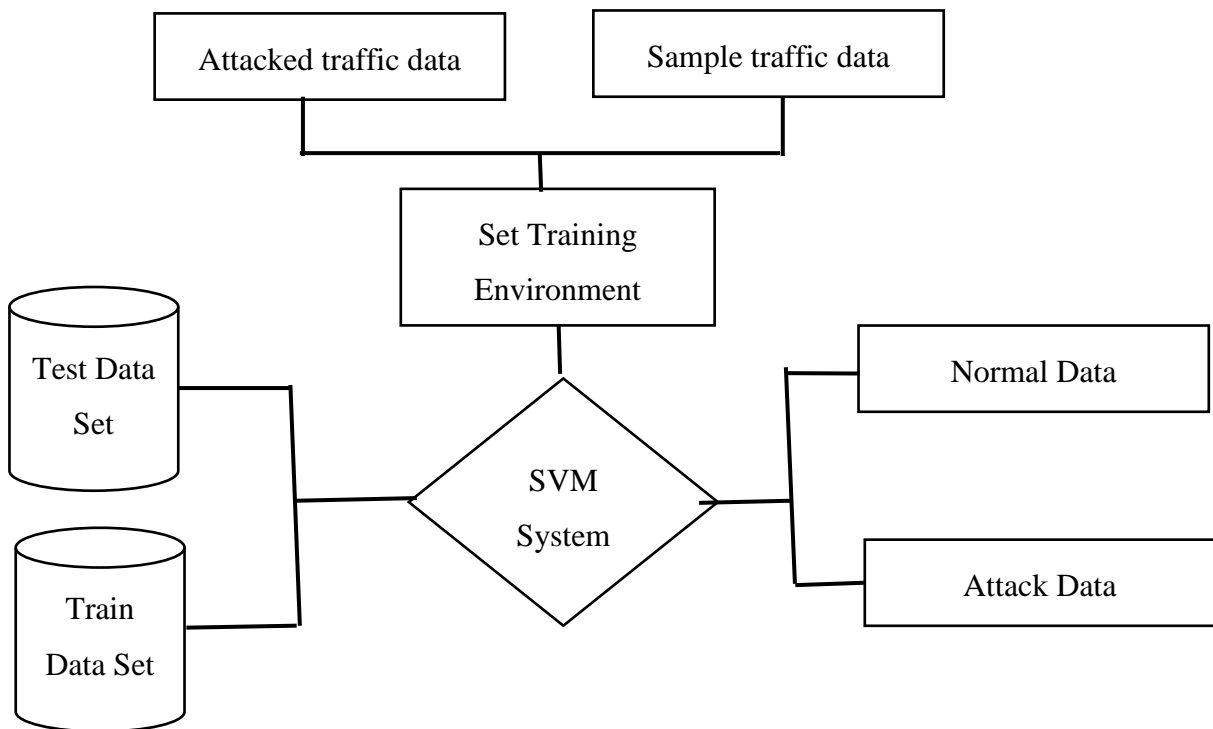 Attacked traffic data
Sample traffic data
Set Training
Environment
Test Data
Set
Normal Data
SVM
System
Attack Data
Train
Data Set